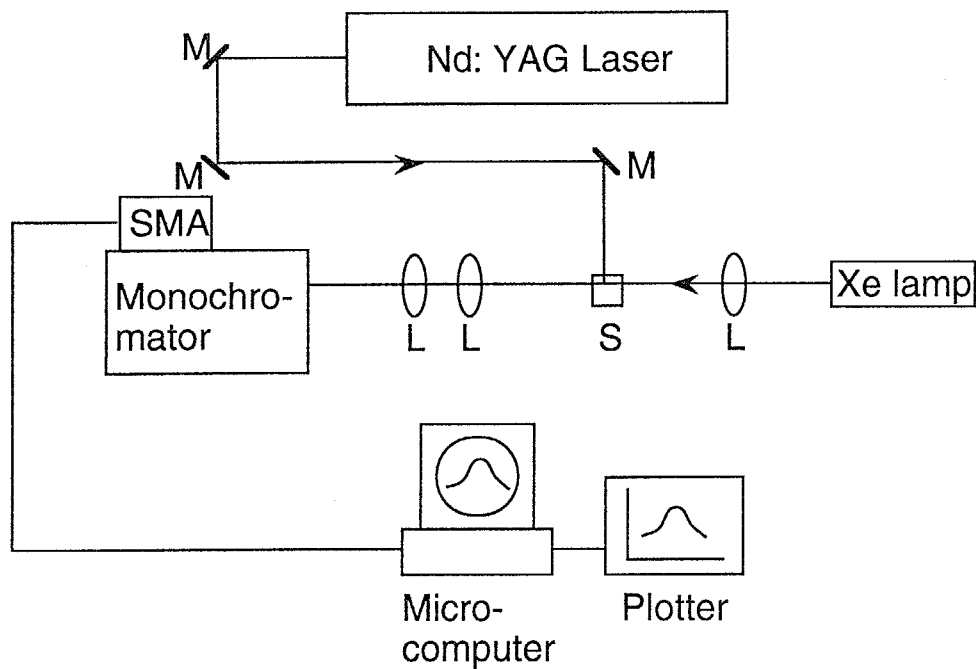 M
Nd: YAG Laser
M
M
SMA
Monochro-
mator
Xe lamp
L
L
S
L
Micro-
computer
Plotter